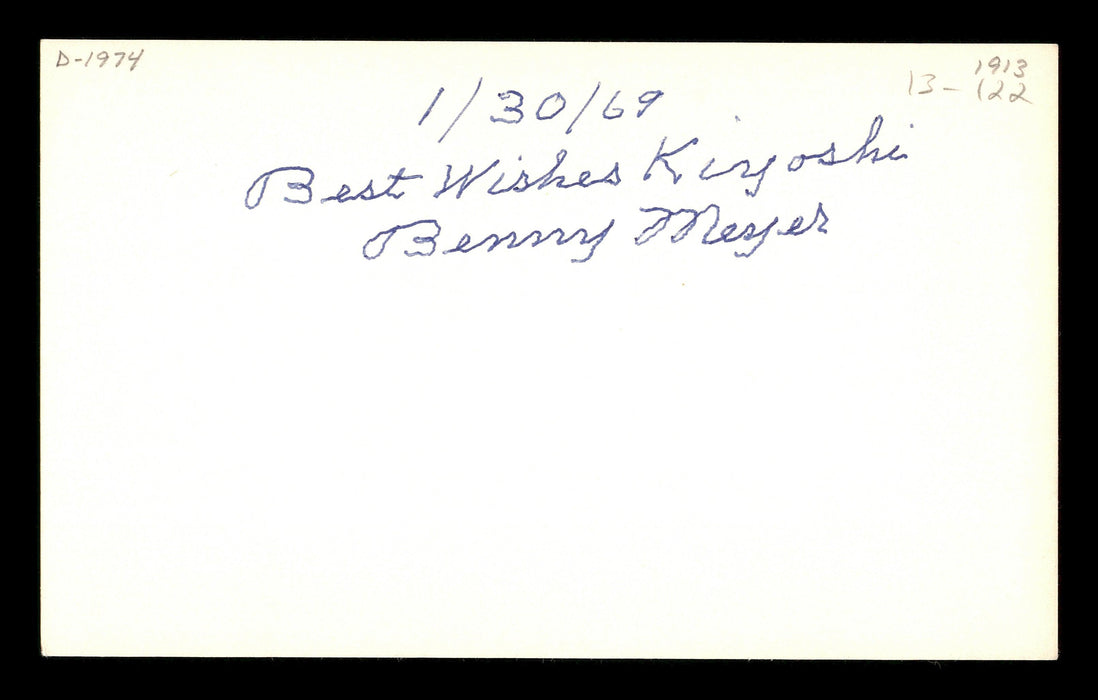 D-1974
1913
13-122
1/30/69
Best Wishes Kiyoshi
Benny Meyer